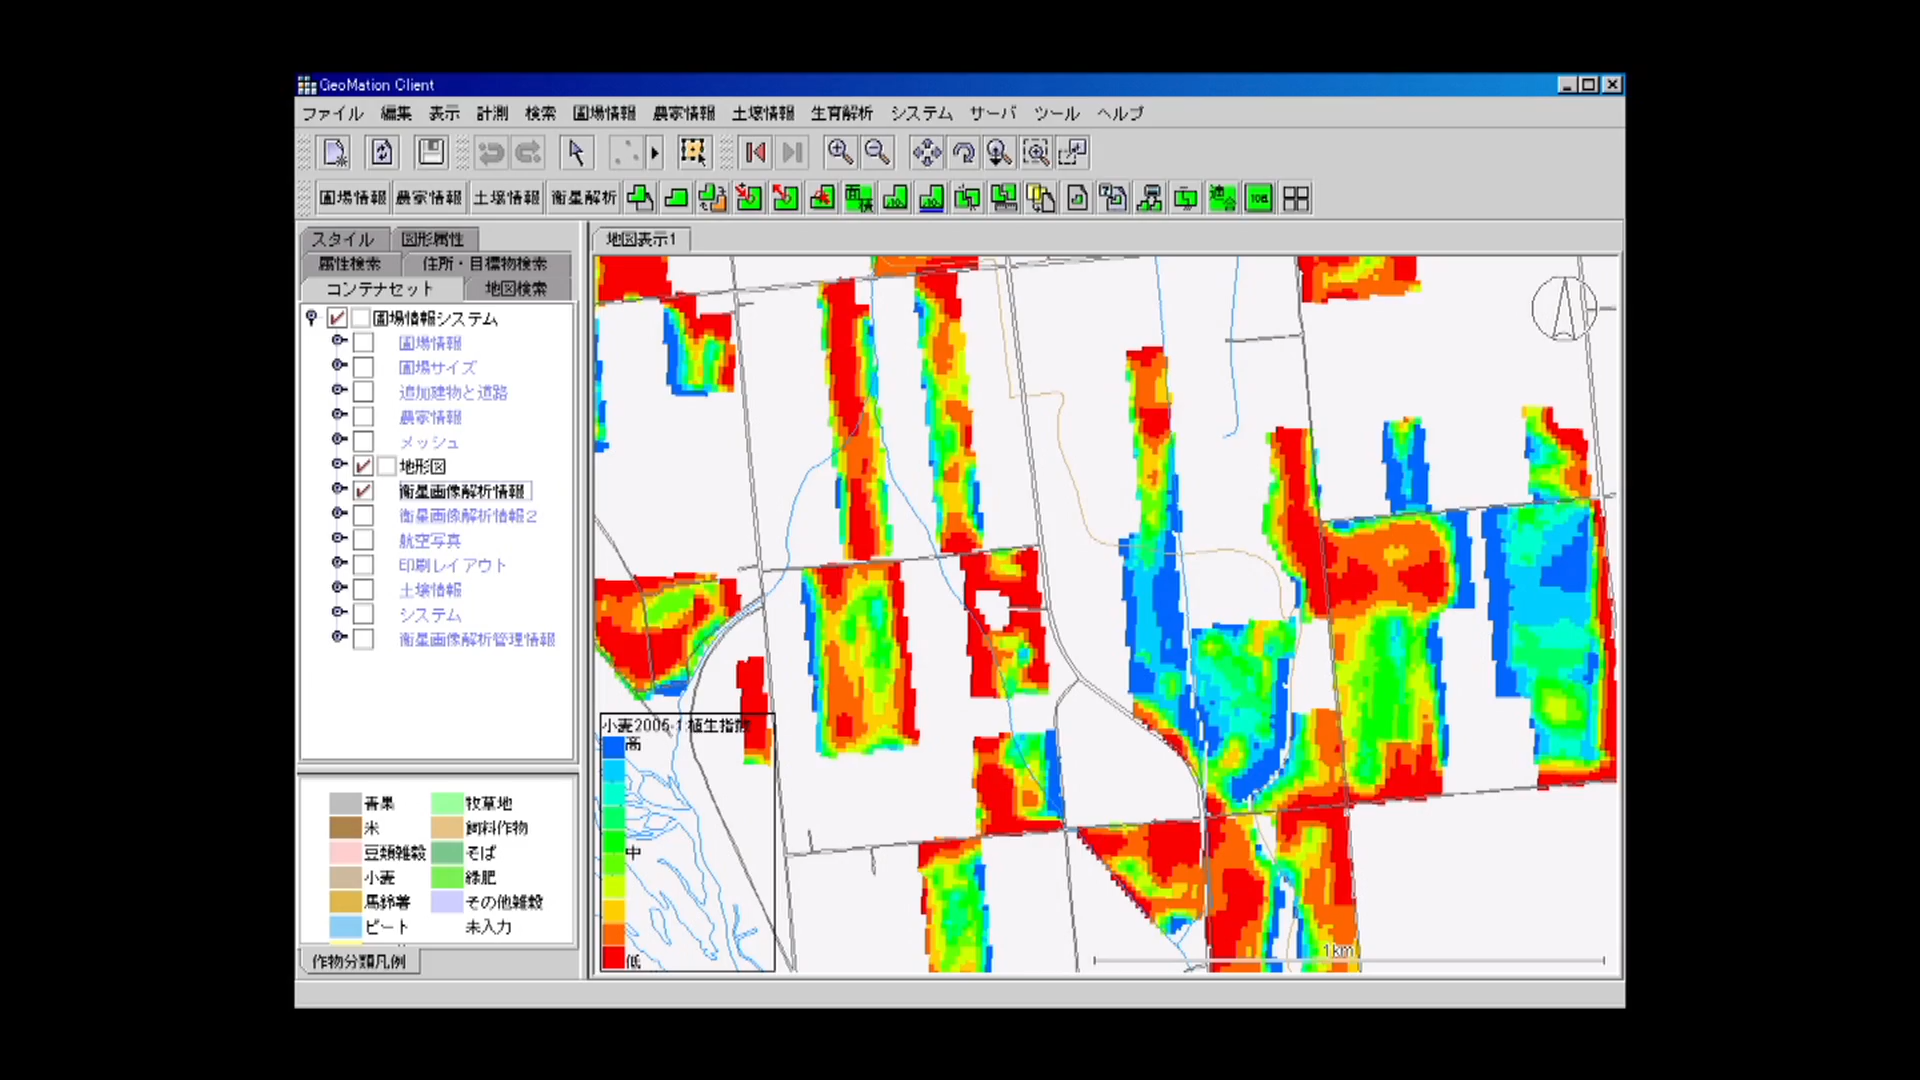 GeoMation Client
ファイル 編集 表示 計測 検索 圃場情報 農家情報 土壌情報 生育解析 システム サーバ ツール ヘルプ
圃場情報 農家情報 土壌情報 衛星解析
スタイル 図形属性
属性検索 住所・目標物検索
コンテナセット 地図検索
地図表示1
圃場情報システム
圃場情報
圃場サイズ
追加建物と道路
農家情報
メッシュ
地形図
衛星画像解析情報
衛星画像解析情報2
航空写真
印刷レイアウト
土壌情報
システム
衛星画像解析管理情報
小麦2006-1:植生指数
高
中
低
1km
青果 牧草地
米 飼料作物
豆類雑穀 そば
小麦 緑肥
馬鈴薯 その他雑穀
ビート 未入力
作物分類凡例